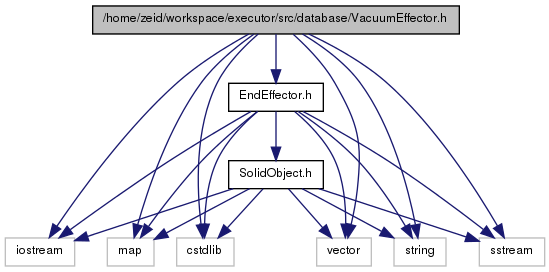 /home/zeid/workspace/executor/src/database/VacuumEffector.h
EndEffector.h
SolidObject.h
iostream
map
cstdlib
vector
string
sstream